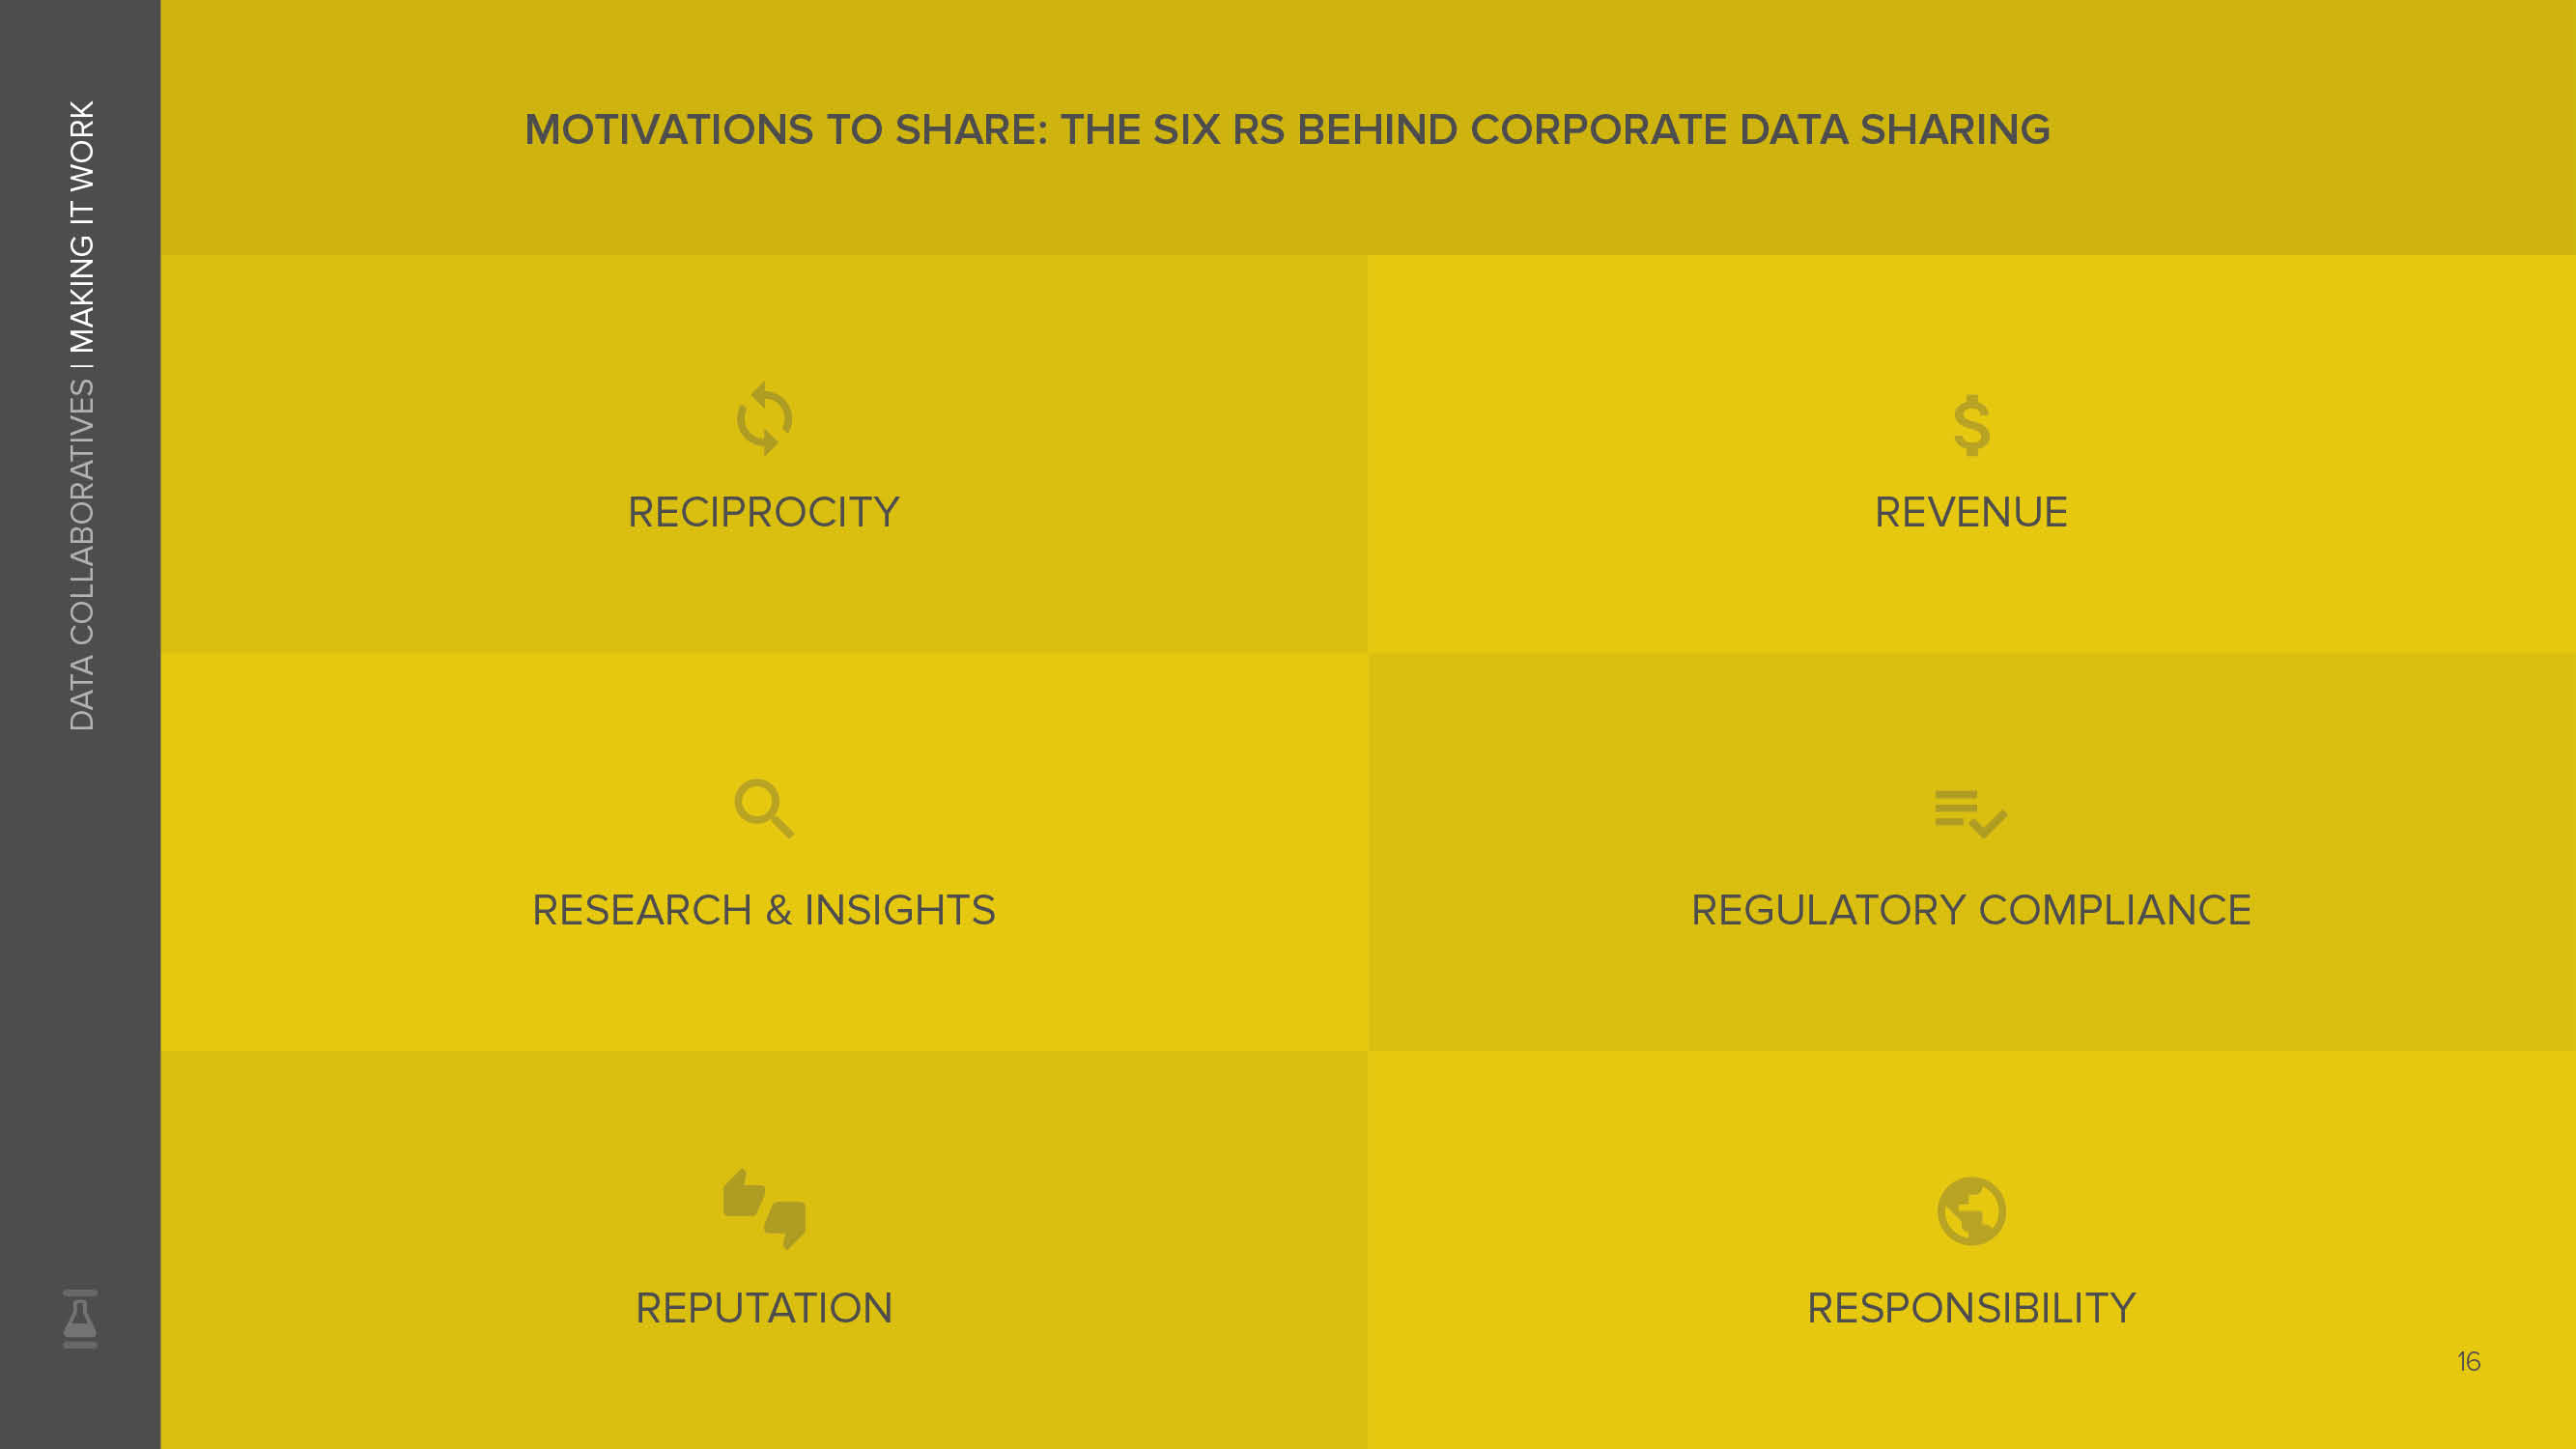 DATA COLLABORATIVES | MAKING IT WORK
MOTIVATIONS TO SHARE: THE SIX RS BEHIND CORPORATE DATA SHARING
RECIPROCITY
$
REVENUE
RESEARCH & INSIGHTS
REGULATORY COMPLIANCE
REPUTATION
RESPONSIBILITY
16